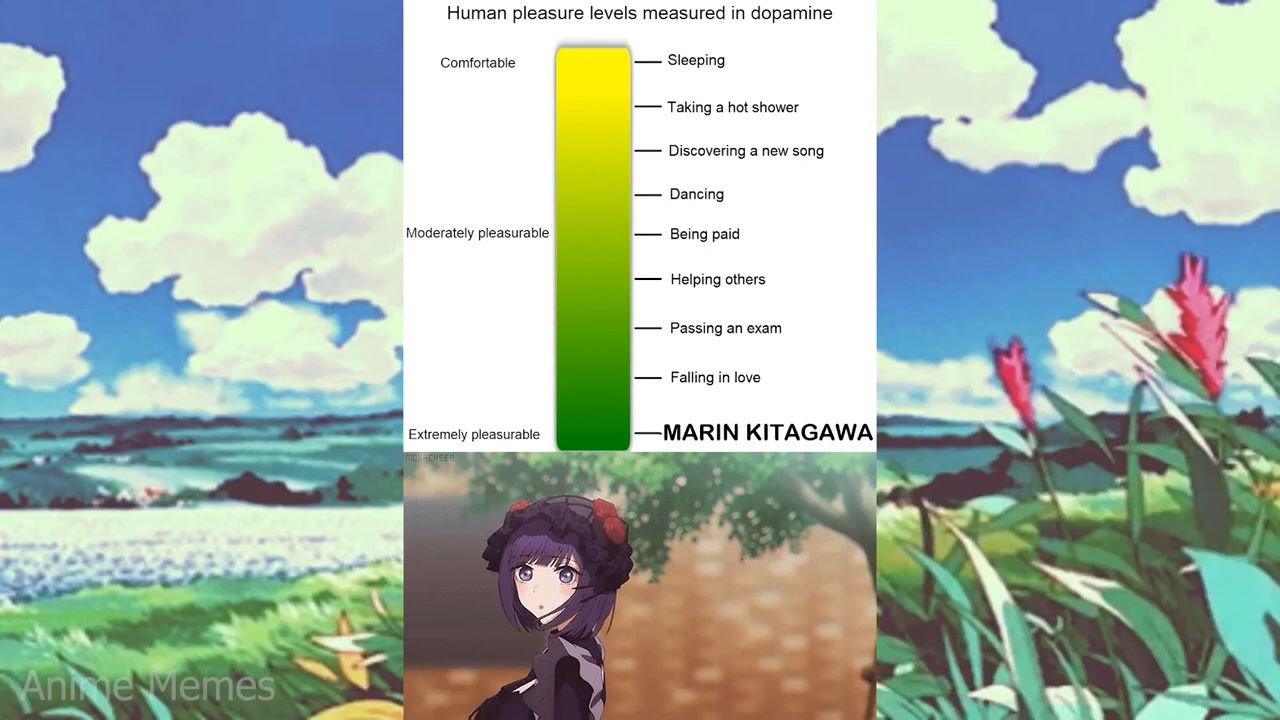 Human pleasure levels measured in dopamine
Comfortable
Sleeping
Taking a hot shower
Discovering a new song
Dancing
Moderately pleasurable
Being paid
Helping others
Passing an exam
Falling in love
Extremely pleasurable
MARIN KITAGAWA
Anime Memes